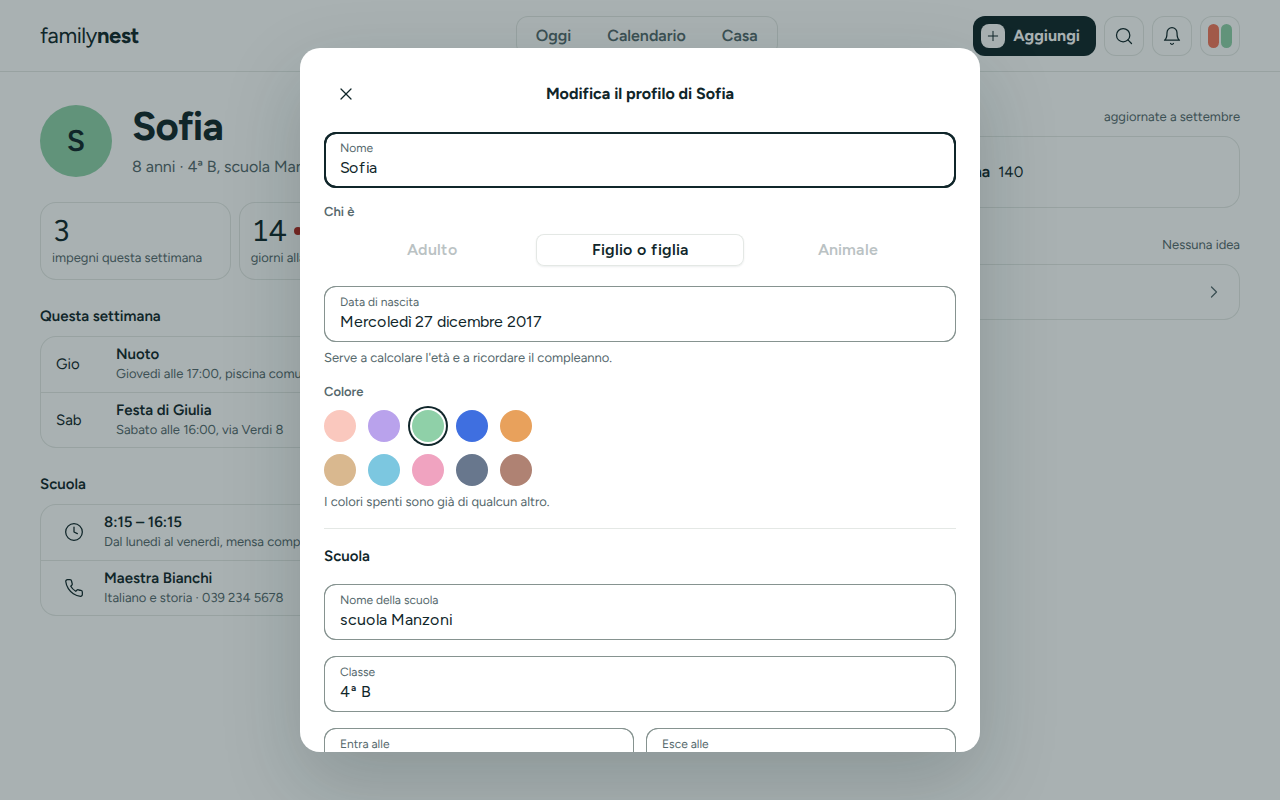 familynest
Oggi Calendario Casa
Aggiungi
S
Sofia
8 anni · 4ª B, scuola
aggiornate a settembre
140
3
impegni questa settimana
14
giorni
Nessuna idea
Questa settimana
Gio
Nuoto
Giovedì alle 17:00, piscina
Sab
Festa di Giulia
Sabato alle 16:00, via Verdi 8
Scuola
8:15 – 16:15
Dal lunedì al venerdì, mensa
Maestra Bianchi
Italiano e storia · 039 234 5678
Modifica il profilo di Sofia
Nome
Sofia
Chi è
Adulto Figlio o figlia Animale
Data di nascita
Mercoledì 27 dicembre 2017
Serve a calcolare l'età e a ricordare il compleanno.
Colore
I colori spenti sono già di qualcun altro.
Scuola
Nome della scuola
scuola Manzoni
Classe
4ª B
Entra alle Esce alle